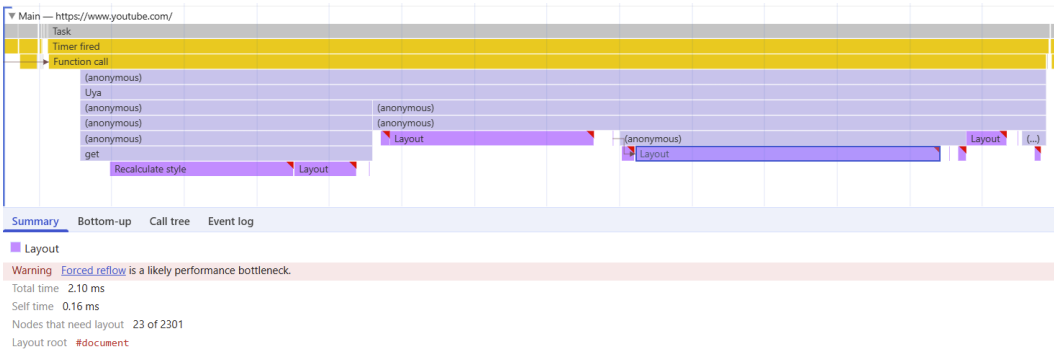 Main — https://www.youtube.com/
Task
Timer fired
Function call
(anonymous)
Uya
(anonymous) (anonymous)
(anonymous) (anonymous)
(anonymous) Layout (anonymous) Layout (...)
get Layout
Recalculate style Layout
Summary Bottom-up Call tree Event log
Layout
Warning Forced reflow is a likely performance bottleneck.
Total time 2.10 ms
Self time 0.16 ms
Nodes that need layout 23 of 2301
Layout root #document